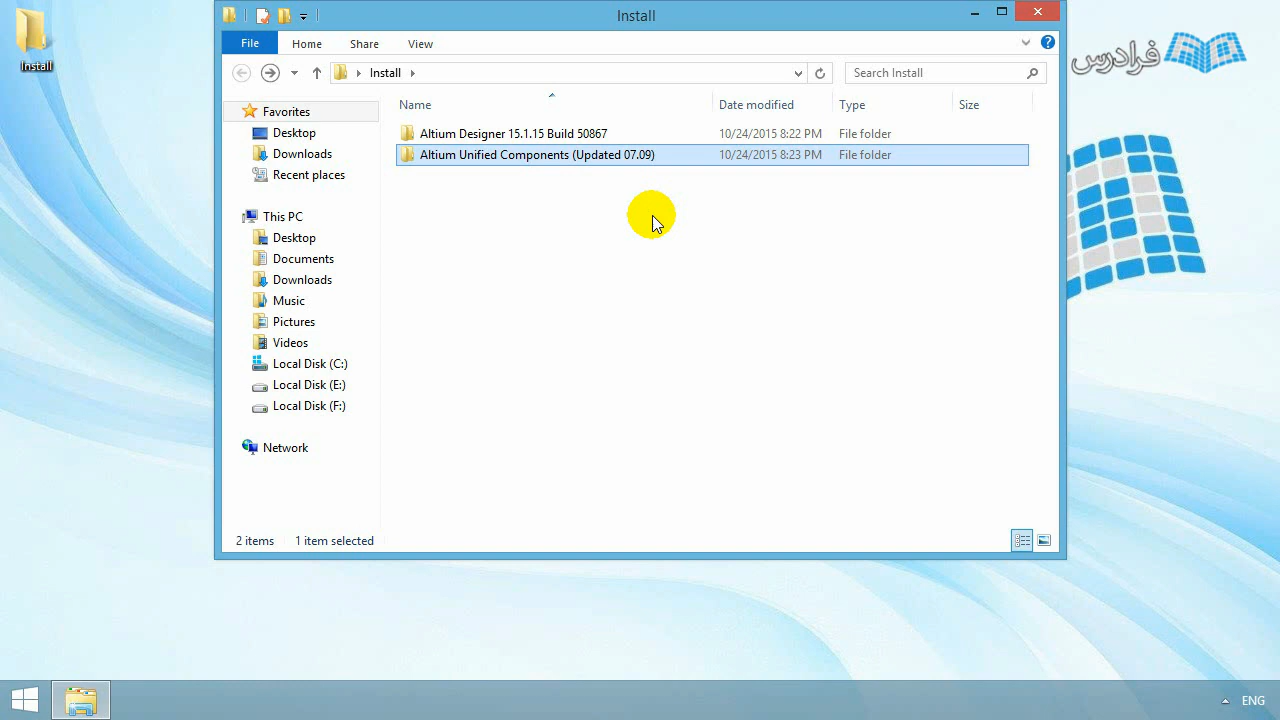 Install
Install
File
Home
Share
View
Install
Search Install
Name
Date modified
Type
Size
Altium Designer 15.1.15 Build 50867
10/24/2015 8:22 PM
File folder
Altium Unified Components (Updated 07.09)
10/24/2015 8:23 PM
File folder
Favorites
Desktop
Downloads
Recent places
This PC
Desktop
Documents
Downloads
Music
Pictures
Videos
Local Disk (C:)
Local Disk (E:)
Local Disk (F:)
Network
2 items
1 item selected
فرادرس
ENG